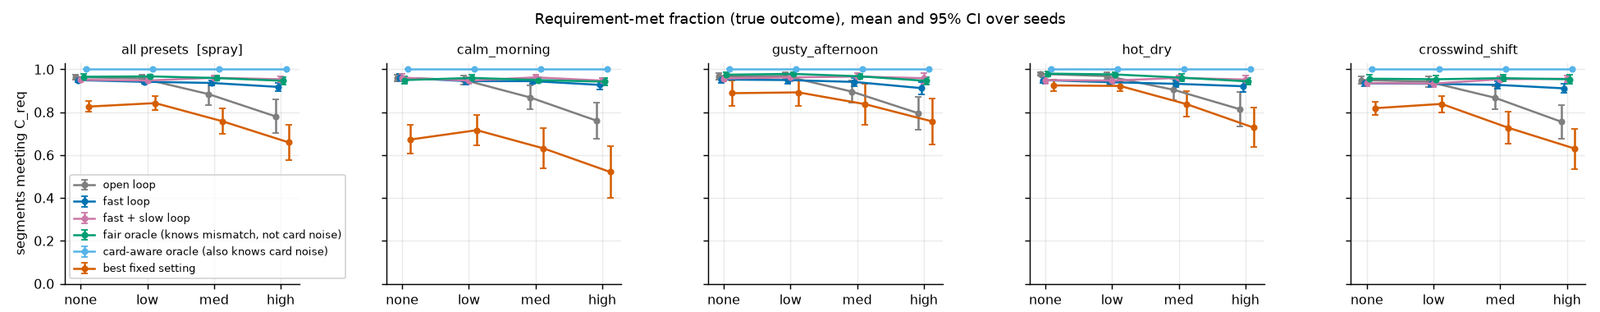 Requirement-met fraction (true outcome), mean and 95% CI over seeds
all presets  [spray]
calm_morning
gusty_afternoon
hot_dry
crosswind_shift
segments meeting C_req
1.0
0.8
0.6
0.4
0.2
0.0
open loop
fast loop
fast + slow loop
fair oracle (knows mismatch, not card noise)
card-aware oracle (also knows card noise)
best fixed setting
none low med high
none low med high
none low med high
none low med high
none low med high